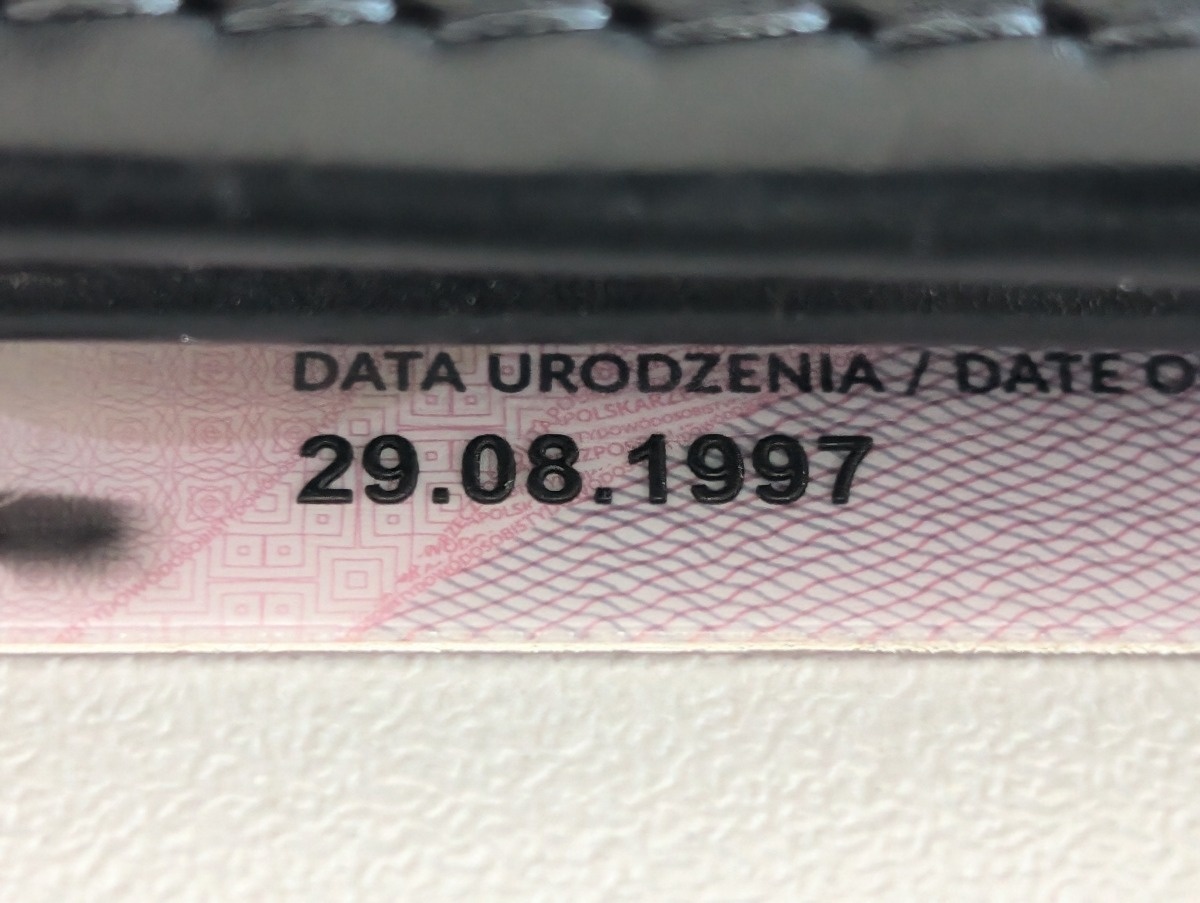 DATA URODZENIA / DATE O
29.08.1997